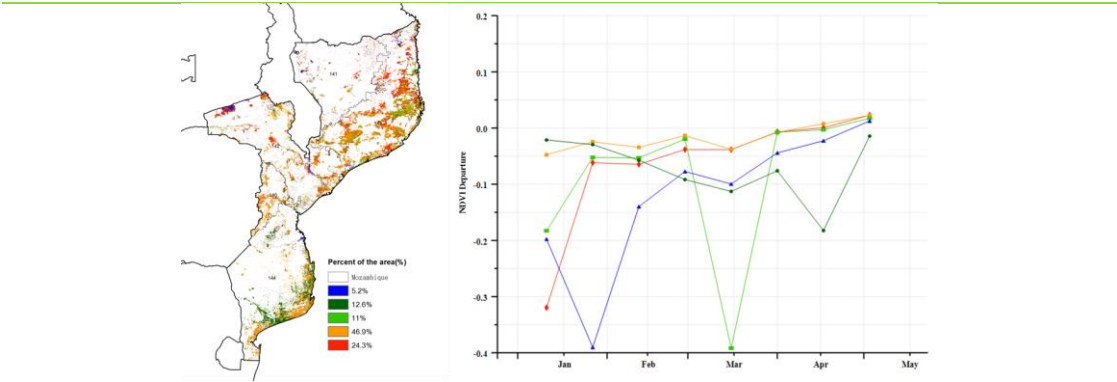 141
Percent of the area(%)
Mozambique
5.2%
12.6%
11%
46.9%
24.3%
0.2
0.1
0.0
-0.1
-0.2
-0.3
-0.4
NDVI Departure
Jan
Feb
Mar
Apr
May